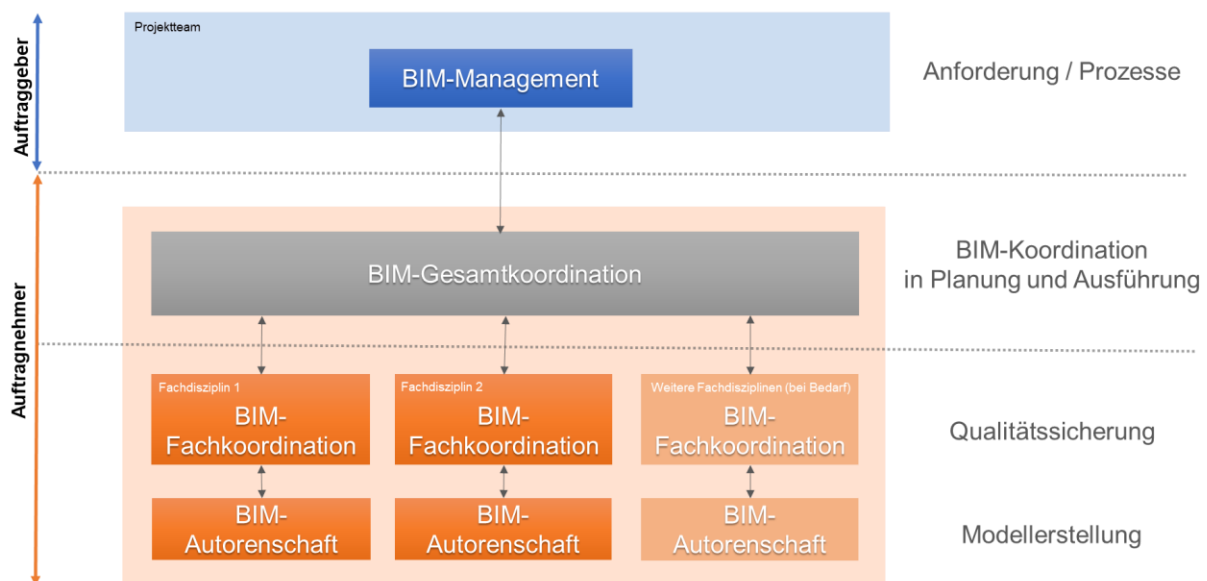 Projektteam
BIM-Management
Anforderung / Prozesse
Auftraggeber
BIM-Gesamtkoordination
BIM-Koordination
in Planung und Ausführung
Auftragnehmer
Fachdisziplin 1
BIM-
Fachkoordination
Fachdisziplin 2
BIM-
Fachkoordination
Weitere Fachdisziplinen (bei Bedarf)
BIM-
Fachkoordination
Qualitätssicherung
BIM-
Autorenschaft
BIM-
Autorenschaft
BIM-
Autorenschaft
Modellerstellung